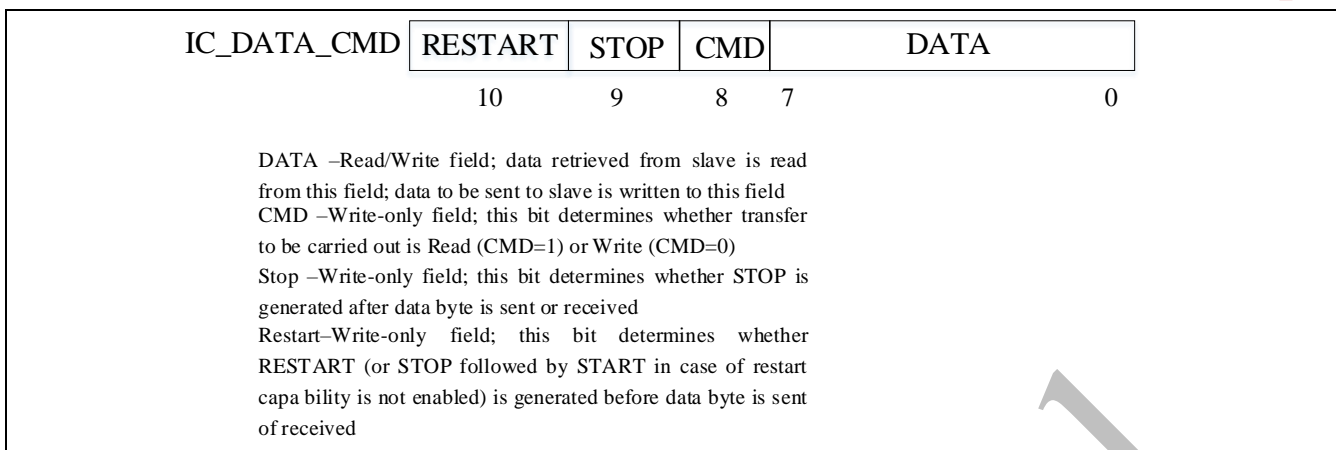 IC_DATA_CMD RESTART STOP CMD DATA
10 9 8 7 0
DATA –Read/Write field; data retrieved from slave is read
from this field; data to be sent to slave is written to this field
CMD –Write-only field; this bit determines whether transfer
to be carried out is Read (CMD=1) or Write (CMD=0)
Stop –Write-only field; this bit determines whether STOP is
generated after data byte is sent or received
Restart–Write-only field; this bit determines whether
RESTART (or STOP followed by START in case of restart
capa bility is not enabled) is generated before data byte is sent
of received